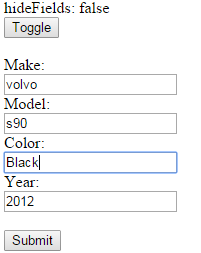 hideFields: false
Toggle
Make:
volvo
Model:
s90
Color:
Black
Year:
2012
Submit